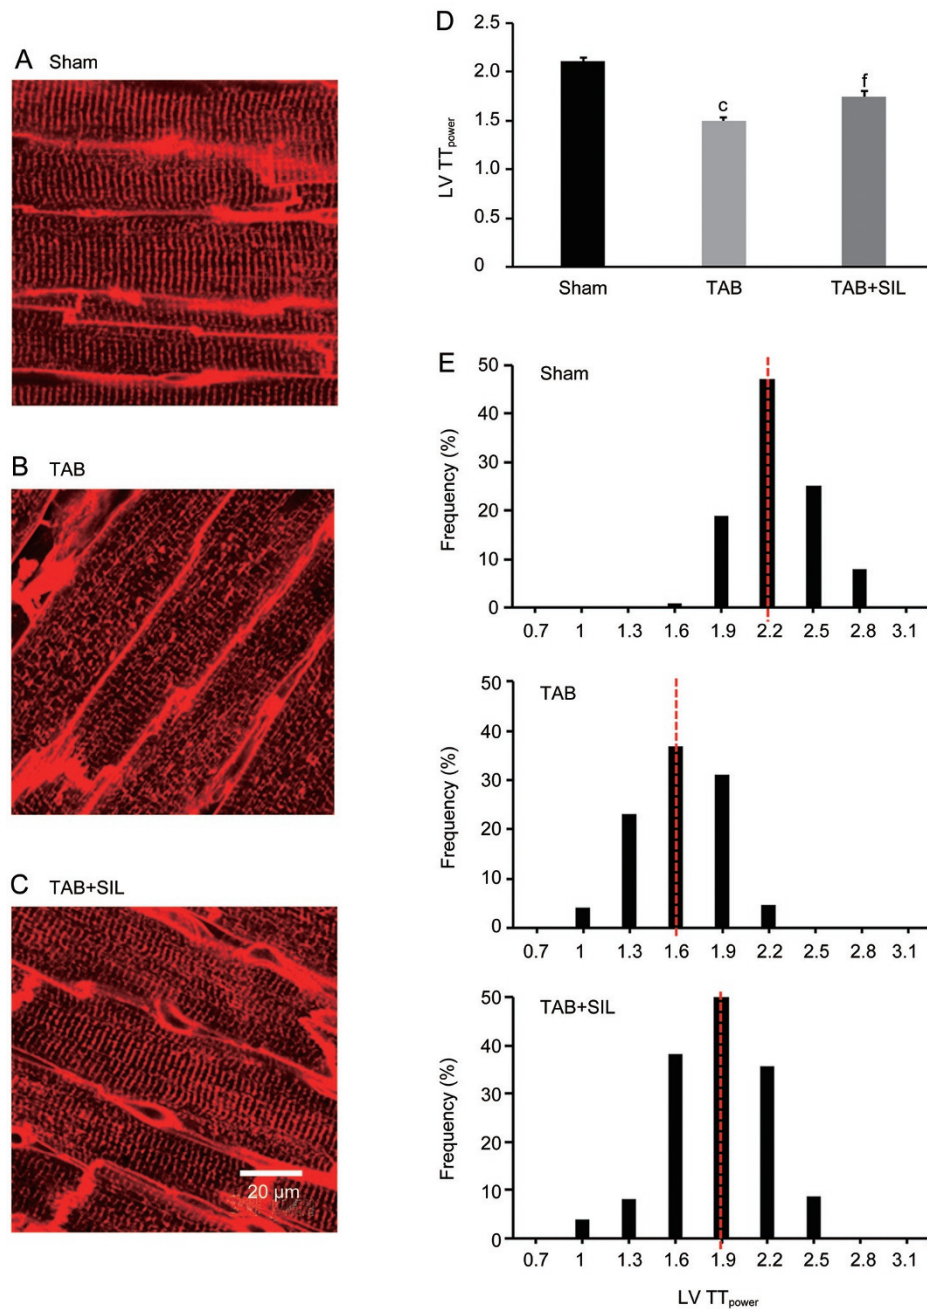 A Sham
B TAB
C TAB+SIL
20 µm
D
2.5
2.0
1.5
1.0
0.5
0
LV TTpower
c
f
Sham TAB TAB+SIL
E
Sham
50
40
30
20
10
0
Frequency (%)
0.7 1 1.3 1.6 1.9 2.2 2.5 2.8 3.1
TAB
50
40
30
20
10
0
Frequency (%)
0.7 1 1.3 1.6 1.9 2.2 2.5 2.8 3.1
TAB+SIL
50
40
30
20
10
0
Frequency (%)
0.7 1 1.3 1.6 1.9 2.2 2.5 2.8 3.1
LV TTpower